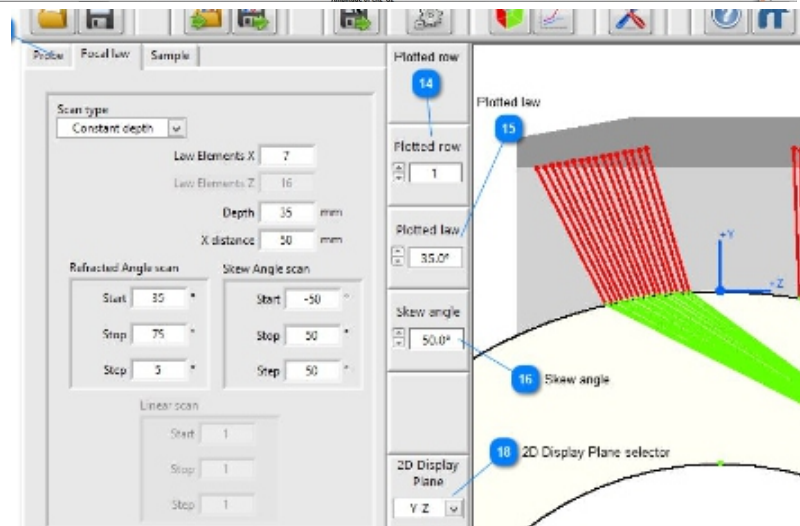 Probe
Focal law
Sample
Scan type
Constant depth
Law Elements X 7
Law Elements Z 16
Depth 35 mm
X distance 50 mm
Refracted Angle scan
Start 35 °
Stop 75 °
Step 5 °
Skew Angle scan
Start -50 °
Stop 50 °
Step 50 °
Linear scan
Start 1
Stop 1
Step 1
Plotted row
14
Plotted row
1
Plotted law
35.0°
Skew angle
50.0°
2D Display
Plane
Y Z
Plotted law
15
+Y
+Z
16 Skew angle
18 2D Display Plane selector